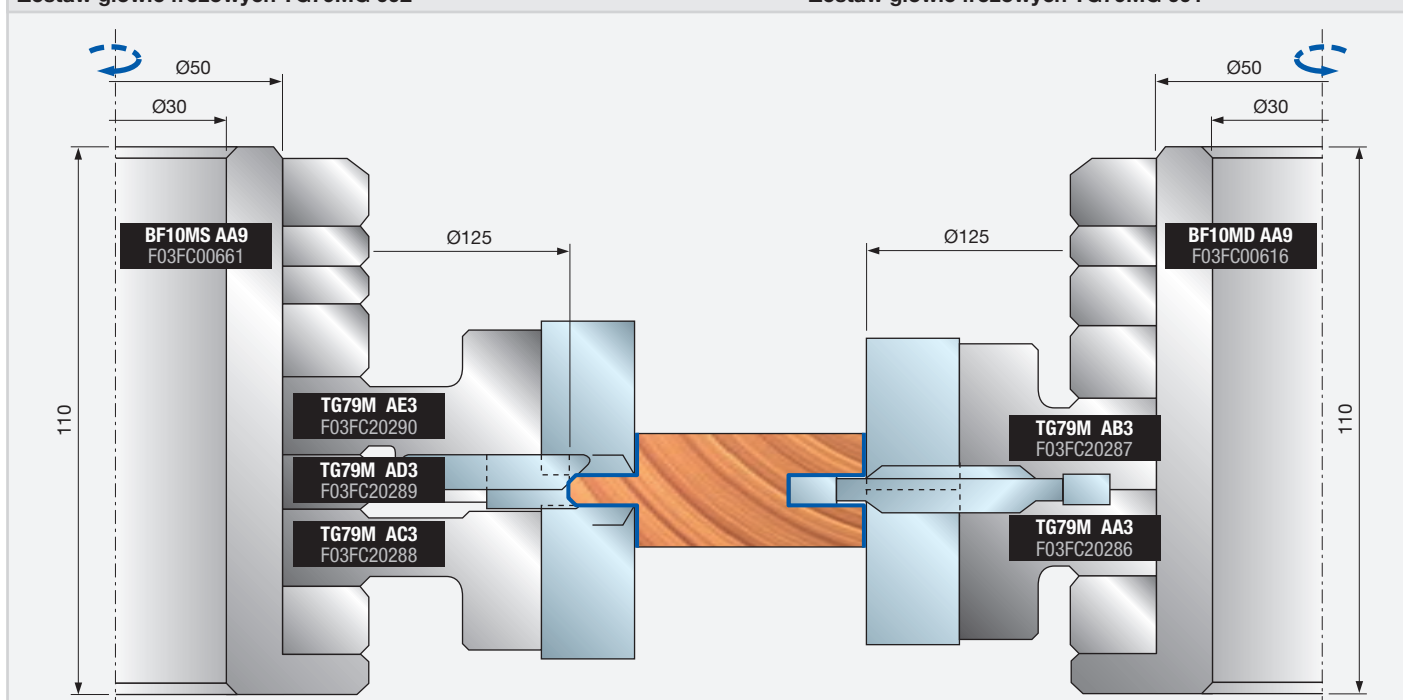 Ø50
Ø50
Ø30
Ø30
BF10MS AA9
F03FC00661
Ø125
Ø125
BF10MD AA9
F03FC00616
110
110
TG79M AE3
F03FC20290
TG79M AB3
F03FC20287
TG79M AD3
F03FC20289
TG79M AC3
F03FC20288
TG79M AA3
F03FC20286